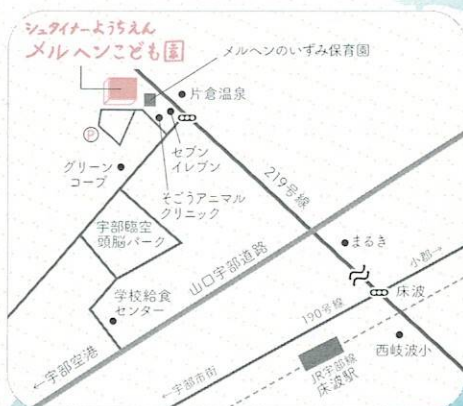 シュタイナーようちえん
メルヘンこども園
メルヘンのいずみ保育園
片倉温泉
P
セブン
イレブン
グリーン
コープ
そごうアニマル
クリニック
219号線
宇部臨空
頭脳パーク
まるき
山口宇部道路
小郡→
学校給食
センター
床波
190号線
西岐波小
←宇部空港
JR宇部線
床波駅
←宇部市街